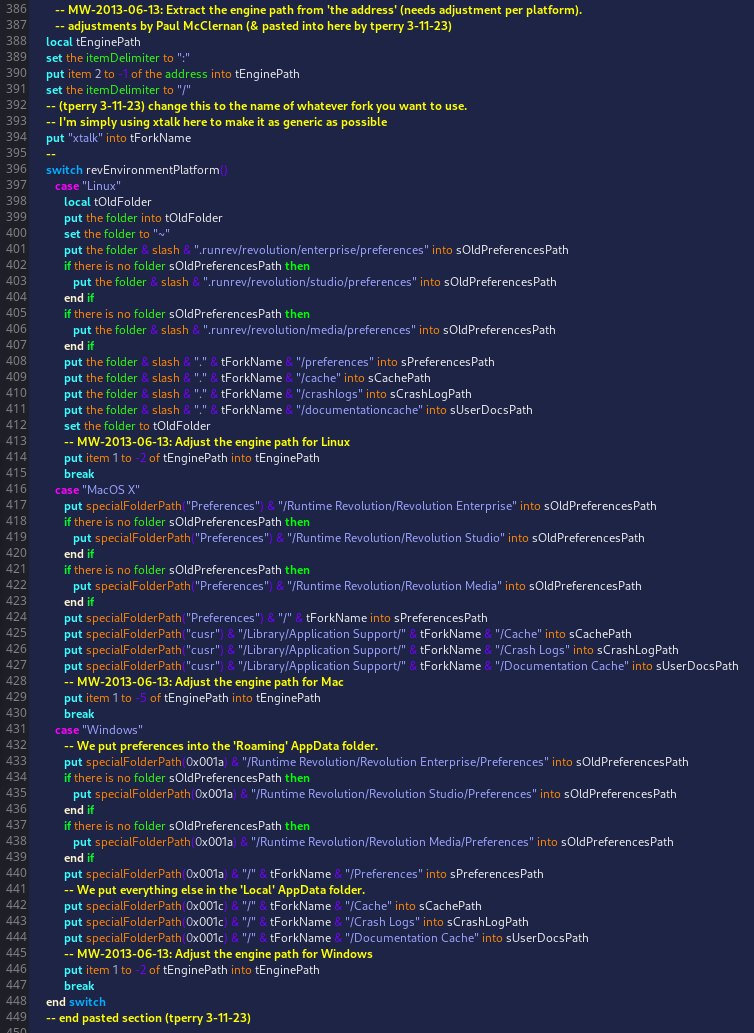 386 -- MW-2013-06-13: Extract the engine path from 'the address' (needs adjustment per platform).
387 -- adjustments by Paul McClernan (& pasted into here by tperry 3-11-23)
388 local tEnginePath
389 set the itemDelimiter to ":"
390 put item 2 to -1 of the address into tEnginePath
391 set the itemDelimiter to "/"
392 -- (tperry 3-11-23) change this to the name of whatever fork you want to use.
393 -- I'm simply using xtalk here to make it as generic as possible
394 put "xtalk" into tForkName
395 --
396 switch revEnvironmentPlatform()
397 case "Linux"
398 local tOldFolder
399 put the folder into tOldFolder
400 set the folder to "~"
401 put the folder & slash & ".runrev/revolution/enterprise/preferences" into sOldPreferencesPath
402 if there is no folder sOldPreferencesPath then
403 put the folder & slash & ".runrev/revolution/studio/preferences" into sOldPreferencesPath
404 end if
405 if there is no folder sOldPreferencesPath then
406 put the folder & slash & ".runrev/revolution/media/preferences" into sOldPreferencesPath
407 end if
408 put the folder & slash & "." & tForkName & "/preferences" into sPreferencesPath
409 put the folder & slash & "." & tForkName & "/cache" into sCachePath
410 put the folder & slash & "." & tForkName & "/crashlogs" into sCrashLogPath
411 put the folder & slash & "." & tForkName & "/documentationcache" into sUserDocsPath
412 set the folder to tOldFolder
413 -- MW-2013-06-13: Adjust the engine path for Linux
414 put item 1 to -2 of tEnginePath into tEnginePath
415 break
416 case "MacOS X"
417 put specialFolderPath("Preferences") & "/Runtime Revolution/Revolution Enterprise" into sOldPreferencesPath
418 if there is no folder sOldPreferencesPath then
419 put specialFolderPath("Preferences") & "/Runtime Revolution/Revolution Studio" into sOldPreferencesPath
420 end if
421 if there is no folder sOldPreferencesPath then
422 put specialFolderPath("Preferences") & "/Runtime Revolution/Revolution Media" into sOldPreferencesPath
423 end if
424 put specialFolderPath("Preferences") & "/" & tForkName into sPreferencesPath
425 put specialFolderPath("cusr") & "/Library/Application Support/" & tForkName & "/Cache" into sCachePath
426 put specialFolderPath("cusr") & "/Library/Application Support/" & tForkName & "/Crash Logs" into sCrashLogPath
427 put specialFolderPath("cusr") & "/Library/Application Support/" & tForkName & "/Documentation Cache" into sUserDocsPath
428 -- MW-2013-06-13: Adjust the engine path for Mac
429 put item 1 to -5 of tEnginePath into tEnginePath
430 break
431 case "Windows"
432 -- We put preferences into the 'Roaming' AppData folder.
433 put specialFolderPath(0x001a) & "/Runtime Revolution/Revolution Enterprise/Preferences" into sOldPreferencesPath
434 if there is no folder sOldPreferencesPath then
435 put specialFolderPath(0x001a) & "/Runtime Revolution/Revolution Studio/Preferences" into sOldPreferencesPath
436 end if
437 if there is no folder sOldPreferencesPath then
438 put specialFolderPath(0x001a) & "/Runtime Revolution/Revolution Media/Preferences" into sOldPreferencesPath
439 end if
440 put specialFolderPath(0x001a) & "/" & tForkName & "/Preferences" into sPreferencesPath
441 -- We put everything else in the 'Local' AppData folder.
442 put specialFolderPath(0x001c) & "/" & tForkName & "/Cache" into sCachePath
443 put specialFolderPath(0x001c) & "/" & tForkName & "/Crash Logs" into sCrashLogPath
444 put specialFolderPath(0x001c) & "/" & tForkName & "/Documentation Cache" into sUserDocsPath
445 -- MW-2013-06-13: Adjust the engine path for Windows
446 put item 1 to -2 of tEnginePath into tEnginePath
447 break
448 end switch
449 -- end pasted section (tperry 3-11-23)